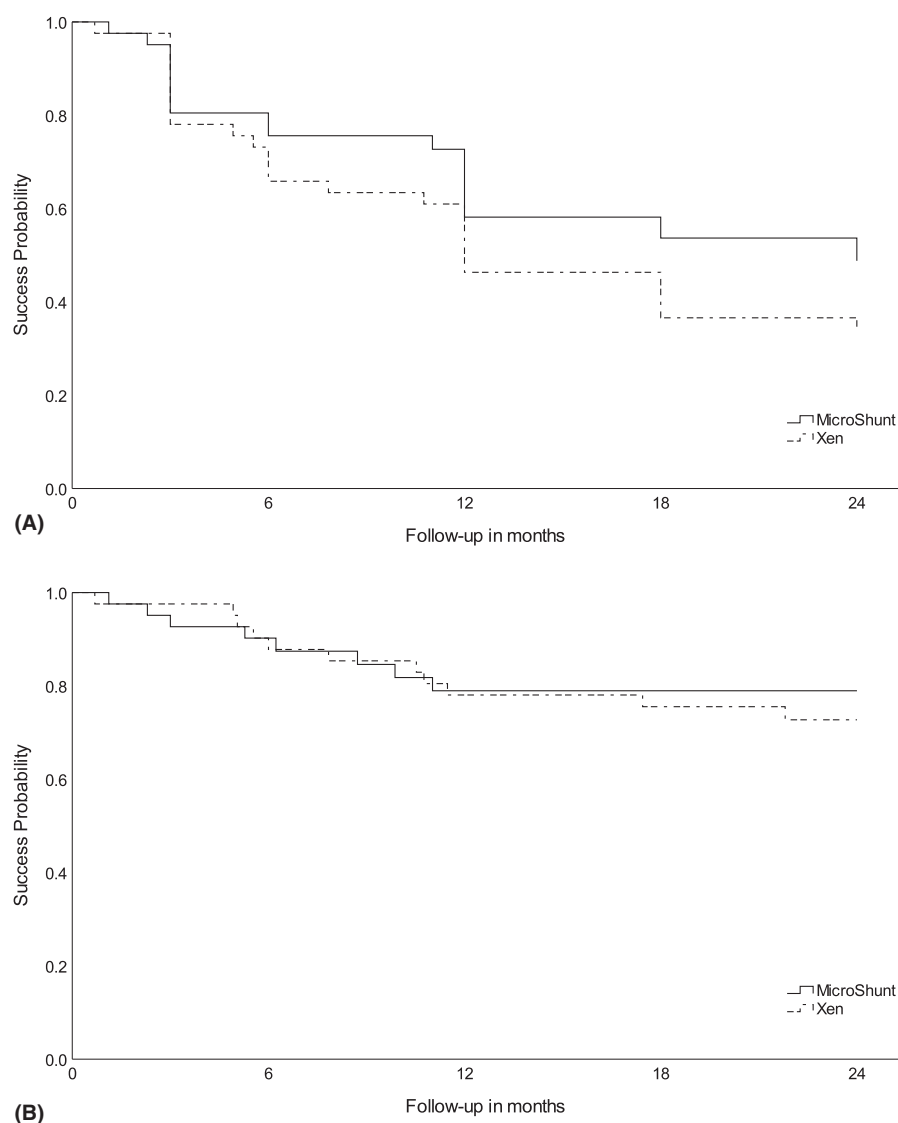 1.0
0.8
0.6
0.4
0.2
0.0
Success Probability
MicroShunt
Xen
0 6 12 18 24
(A)
Follow-up in months
1.0
0.8
0.6
0.4
0.2
0.0
Success Probability
MicroShunt
Xen
0 6 12 18 24
(B)
Follow-up in months